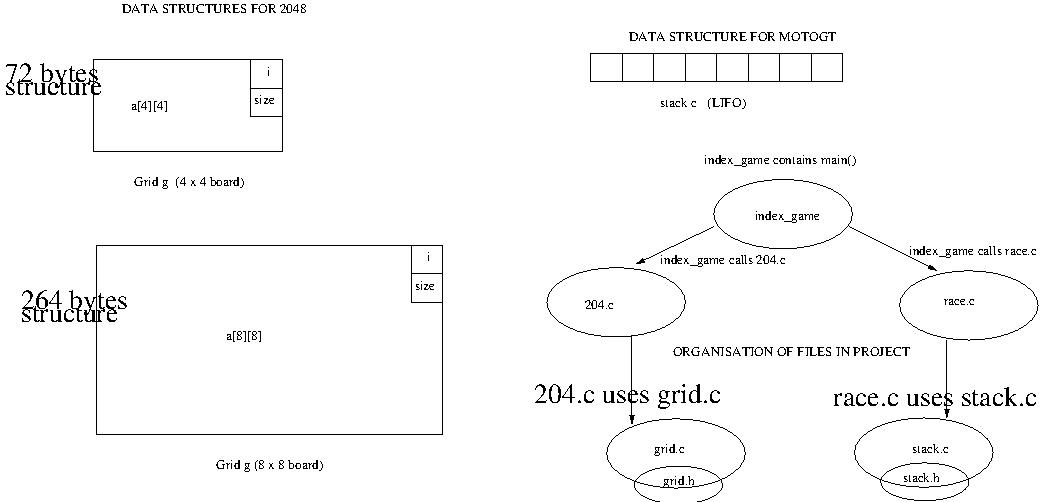 DATA STRUCTURES FOR 2048
72 bytes
structure
i
size
a[4][4]
Grid g (4 x 4 board)
i
size
264 bytes
structure
a[8][8]
Grid g (8 x 8 board)
DATA STRUCTURE FOR MOTOGT
stack c (LIFO)
index_game contains main()
index_game
index_game calls 204.c
index_game calls race.c
204.c
race.c
ORGANISATION OF FILES IN PROJECT
204.c uses grid.c
race.c uses stack.c
grid.c
grid.h
stack.c
stack.h